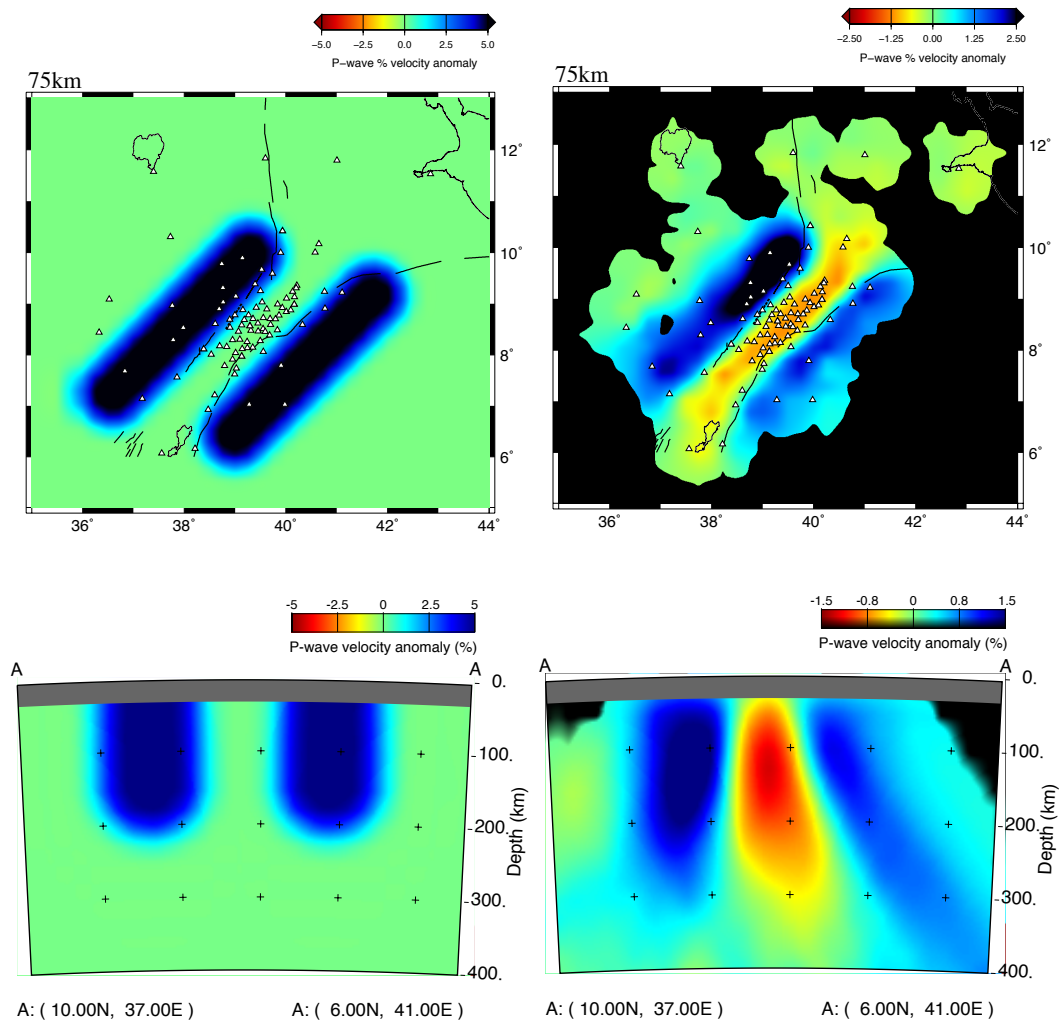 -5.0 -2.5 0.0 2.5 5.0
P-wave % velocity anomaly
75km
12°
10°
8°
6°
36° 38° 40° 42° 44°
-2.50 -1.25 0.00 1.25 2.50
P-wave % velocity anomaly
75km
12°
10°
8°
6°
36° 38° 40° 42° 44°
-5 -2.5 0 2.5 5
P-wave velocity anomaly (%)
A A
0.
-100.
-200.
-300.
-400.
Depth (km)
A: ( 10.00N, 37.00E ) A: ( 6.00N, 41.00E )
-1.5 -0.8 0 0.8 1.5
P-wave velocity anomaly (%)
A A
0.
-100.
-200.
-300.
-400.
Depth (km)
A: ( 10.00N, 37.00E ) A: ( 6.00N, 41.00E )